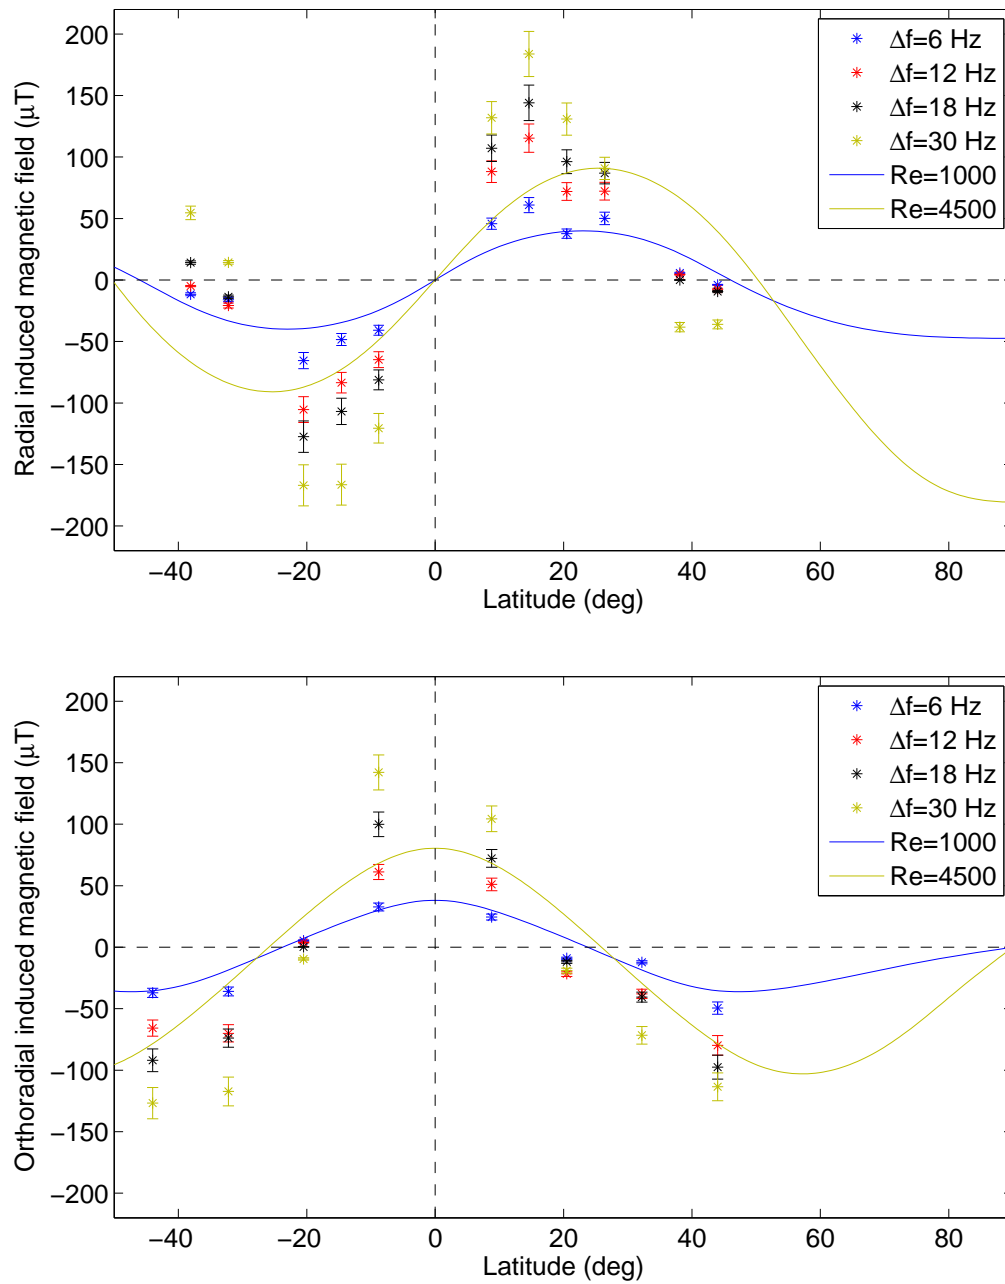 Radial induced magnetic field (μT)
200
150
100
50
0
−50
−100
−150
−200
−40
−20
0
20
40
60
80
Latitude (deg)
Δf=6 Hz
Δf=12 Hz
Δf=18 Hz
Δf=30 Hz
Re=1000
Re=4500
Orthoradial induced magnetic field (μT)
200
150
100
50
0
−50
−100
−150
−200
−40
−20
0
20
40
60
80
Latitude (deg)
Δf=6 Hz
Δf=12 Hz
Δf=18 Hz
Δf=30 Hz
Re=1000
Re=4500